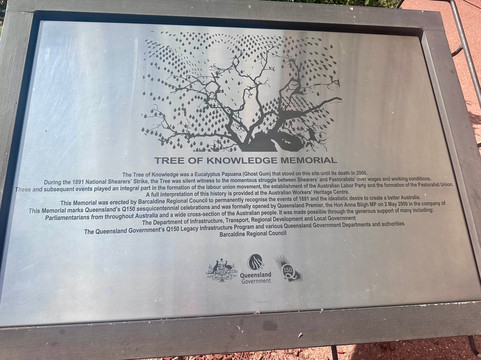 TREE OF KNOWLEDGE MEMORIAL
The Tree of Knowledge was a Eucalyptus Papuana (Ghost Gum) that stood on this site until its death in 2006.
During the 1891 National Shearers' Strike, the Tree was silent witness to the momentous struggle between Shearers' and Pastoralists' over wages and working conditions.
These and subsequent events played an integral part in the formation of the labour union movement, the establishment of the Australian Labor Party and the formation of the Pastoralist Union.
A full interpretation of this history is provided at the Australian Workers' Heritage Centre.
This Memorial was erected by Barcaldine Regional Council to permanently recognise the events of 1891 and the idealistic desire to create a better Australia.
This Memorial marks Queensland's Q150 sesquicentennial celebrations and was formally opened by Queensland Premier, the Hon Anna Bligh MP on 2 May 2009 in the company of
Parliamentarians from throughout Australia and a wide cross-section of the Australian people. It was made possible through the generous support of many including:
The Department of Infrastructure, Transport, Regional Development and Local Government
The Queensland Government's Q150 Legacy Infrastructure Program and various Queensland Government Departments and authorities.
Barcaldine Regional Council
Queensland
Government